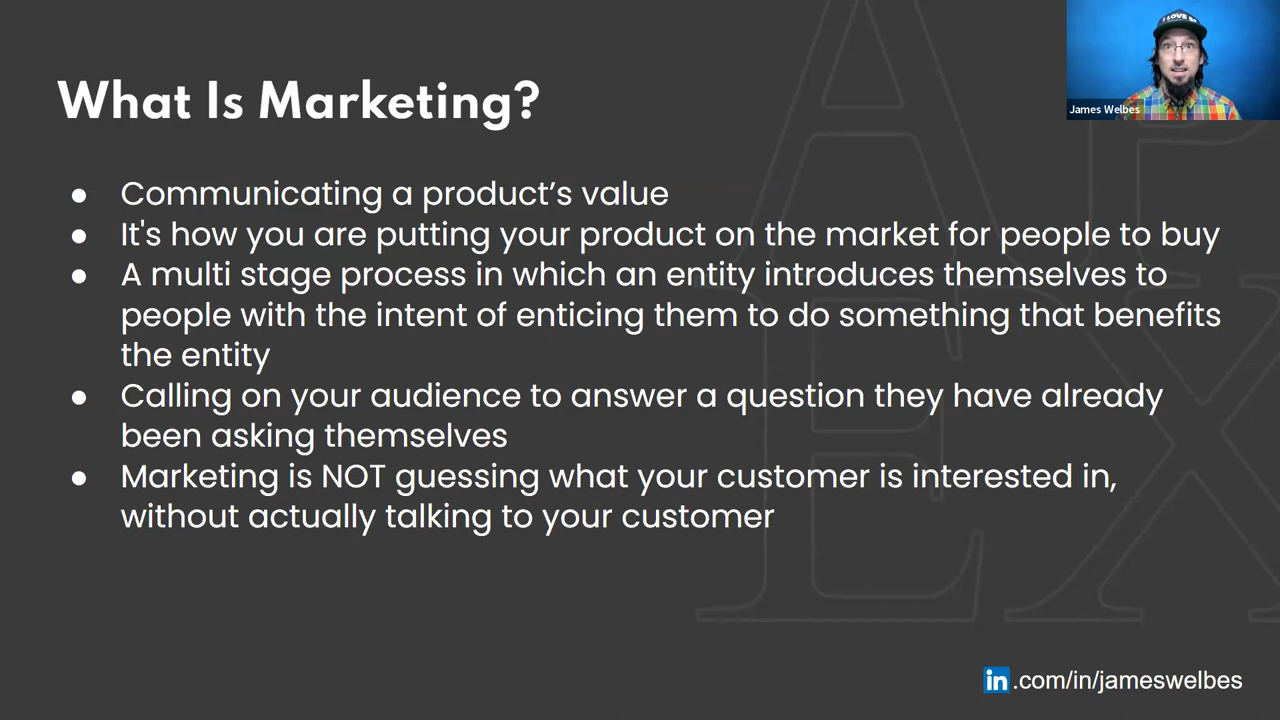 I LOVE
James Welbes
What Is Marketing?
● Communicating a product’s value
● It's how you are putting your product on the market for people to buy
● A multi stage process in which an entity introduces themselves to
people with the intent of enticing them to do something that benefits
the entity
● Calling on your audience to answer a question they have already
been asking themselves
● Marketing is NOT guessing what your customer is interested in,
without actually talking to your customer
AP
EX
in.com/in/jameswelbes